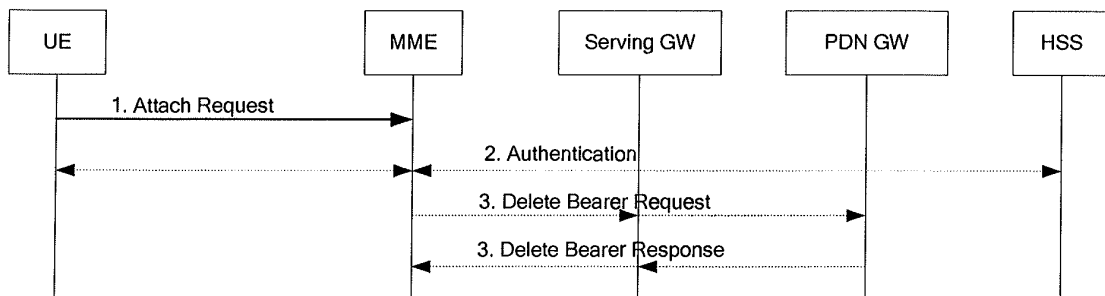 UE
MME
Serving GW
PDN GW
HSS
1. Attach Request
2. Authentication
3. Delete Bearer Request
3. Delete Bearer Response